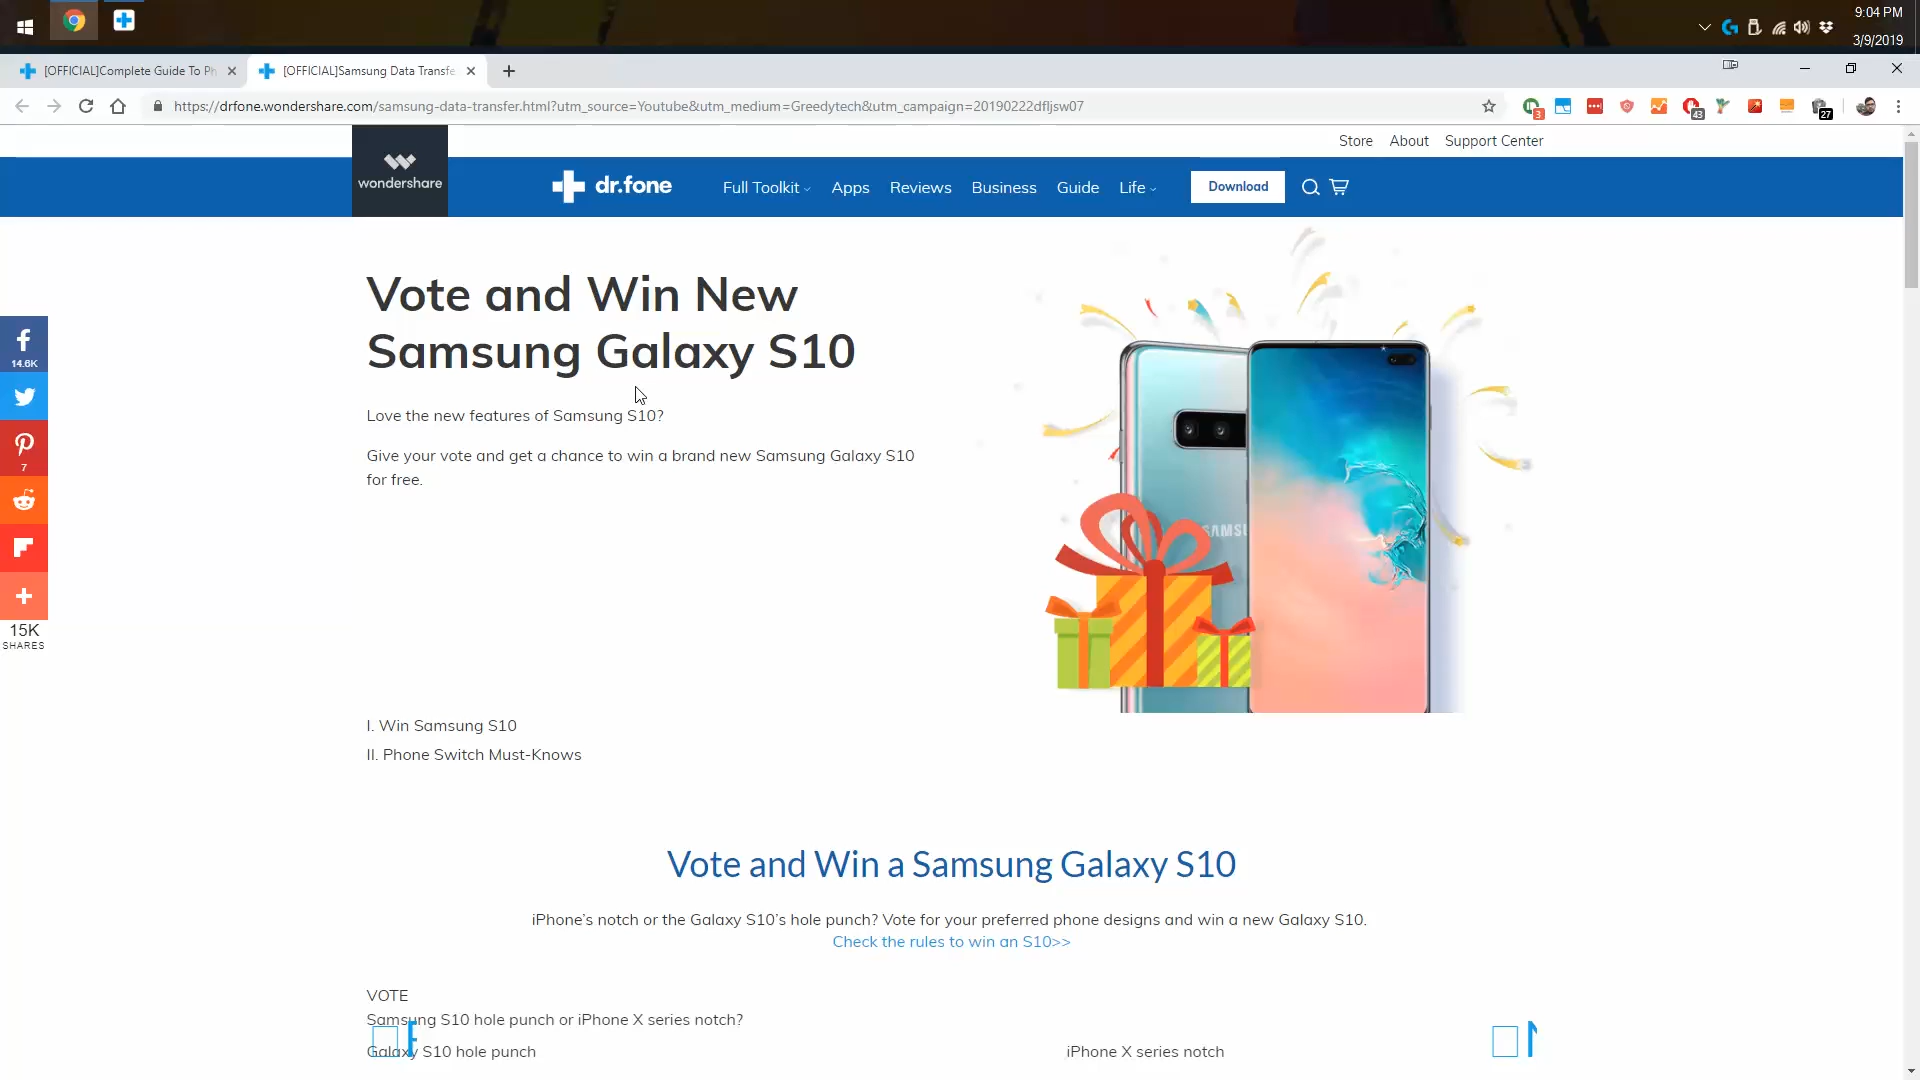 9:04 PM
3/9/2019
[OFFICIAL]Complete Guide To Ph
[OFFICIAL]Samsung Data Transfe
https://drfone.wondershare.com/samsung-data-transfer.html?utm_source=Youtube&utm_medium=Greedytech&utm_campaign=20190222dfljsw07
3
43
27
Store About Support Center
wondershare
dr.fone
Full Toolkit Apps Reviews Business Guide Life Download
Vote and Win New
Samsung Galaxy S10
Love the new features of Samsung S10?
Give your vote and get a chance to win a brand new Samsung Galaxy S10
for free.
14.6K
7
15K
SHARES
SAMSU
I. Win Samsung S10
II. Phone Switch Must-Knows
Vote and Win a Samsung Galaxy S10
iPhone’s notch or the Galaxy S10’s hole punch? Vote for your preferred phone designs and win a new Galaxy S10.
Check the rules to win an S10>>
VOTE
Samsung S10 hole punch or iPhone X series notch?
Galaxy S10 hole punch
iPhone X series notch